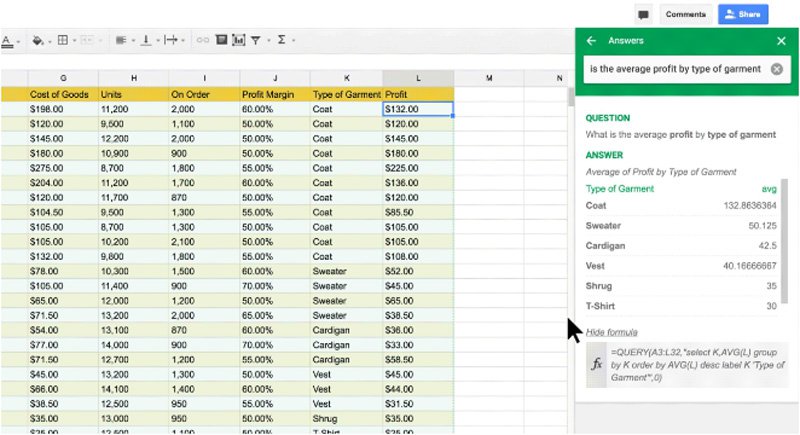 Comments Share
A Σ
← Answers ×
is the average profit by type of garment
G H I J K L M N
Cost of Goods Units On Order Profit Margin Type of Garment Profit
$198.00 11,200 2,000 60.00% Coat $132.00
$120.00 9,500 1,100 50.00% Coat $120.00
$145.00 12,200 2,000 50.00% Coat $145.00
$180.00 10,900 900 50.00% Coat $180.00
$275.00 8,700 1,800 55.00% Coat $225.00
$204.00 11,200 1,700 60.00% Coat $136.00
$120.00 11,700 870 50.00% Coat $120.00
$104.50 9,500 1,300 55.00% Coat $85.50
$105.00 8,700 1,300 50.00% Coat $105.00
$105.00 10,200 2,100 50.00% Coat $105.00
$132.00 9,800 1,800 55.00% Coat $108.00
$78.00 10,300 1,500 60.00% Sweater $52.00
$105.00 11,400 900 70.00% Sweater $45.00
$65.00 12,000 1,200 50.00% Sweater $65.00
$71.50 13,200 2,000 65.00% Sweater $38.50
$54.00 13,100 870 60.00% Cardigan $36.00
$77.00 14,000 900 70.00% Cardigan $33.00
$71.50 12,700 1,200 55.00% Cardigan $58.50
$45.00 13,200 1,300 50.00% Vest $45.00
$66.00 14,100 1,400 60.00% Vest $44.00
$38.50 12,500 950 55.00% Vest $31.50
$35.00 13,000 950 50.00% Shrug $35.00
QUESTION
What is the average profit by type of garment
ANSWER
Average of Profit by Type of Garment
Type of Garment avg
Coat 132.8636364
Sweater 50.125
Cardigan 42.5
Vest 40.16666667
Shrug 35
T-Shirt 30
Hide formula
fx =QUERY(A3:L32,"select K,AVG(L) group
by K order by AVG(L) desc label K 'Type of
Garment'",0)